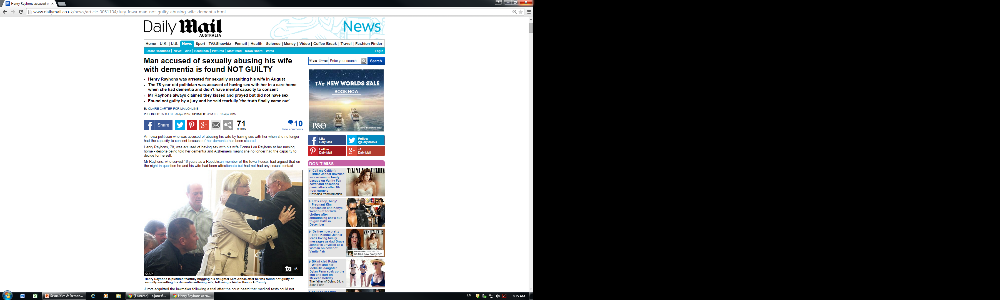 Henry Rayhons accused o
www.dailymail.co.uk/news/article-3051134/Jury-Iowa-man-not-guilty-abusing-wife-dementia.html
Daily Mail
AUSTRALIA
News
Home | U.K. | U.S. News Sport | TV&Showbiz | Femail | Health | Science | Money | Video | Coffee Break | Travel | Fashion Finder
Latest Headlines | News | Arts | Headlines | Pictures | Most read | News Board | Wires
Login
Man accused of sexually abusing his wife
with dementia is found NOT GUILTY
• Henry Rayhons was arrested for sexually assaulting his wife in August
• The 78-year-old politician was accused of having sex with her in a care home
when she had dementia and didn't have mental capacity to consent
• Mr Rayhons always claimed they kissed and prayed but did not have sex
• Found not guilty by a jury and he said tearfully 'the truth finally came out'
By CLAIRE CARTER FOR MAILONLINE
PUBLISHED: 05:14 EST, 23 April 2015 | UPDATED: 22:51 EST, 23 April 2015
Share
71
shares
10
View comments
An Iowa politician who was accused of abusing his wife by having sex with her when she no longer
had the capacity to consent because of her dementia has been cleared.
Henry Rayhons, 78, was accused of having sex with his wife Donna Lou Rayhons at her nursing
home - despite being told her dementia and Alzheimers meant she no longer had the capacity to
decide for herself.
Mr Rayhons, who served 18 years as a Republican member of the Iowa House, had argued that on
the night in question he and his wife had been affectionate but had not had any sexual contact.
+5
© AP
Henry Rayhons is pictured tearfully hugging his daughter Sara Abbas after he was found not guilty of
sexually assaulting his dementia suffering wife, following a trial in Hancock County
Jurors acquitted the lawmaker following a trial after the court heard that medical tests could not
Site Web Enter your search Search
The NEW WORLDS SALE
BOOK NOW
P&O
Terms & Conditions apply
Like
Daily Mail
Follow
@DailyMailAU
Follow
Daily Mail
+1
Daily Mail
DON'T MISS
'Call me Caitlyn':
Bruce Jenner unveiled
as a woman in busty
basque on Vanity Fair
cover and describes
panic attack after 10-
hour surgery
Revealed transformation
VANITY FAIR
Let's shop, baby!
Pregnant Kim
Kardashian and Kanye
West hunt for kids
clothes after
announcing she's due
to give birth in
December
'Be free now pretty
bird': Kendall Jenner
leads loving family
messages as dad Bruce
Jenner is unveiled as a
woman on cover of
Vanity Fair
VANITY FAIR
be free now pretty bird.
Bikini-clad Robin
Wright and her
lookalike daughter
Dylan Penn soak up the
sun and surf on
Mexican holiday
The father of Dylan, 24, is
Sean Penn
Sexualities & Demen...
(1 unread) - c.jones8...
Henry Rayhons accu...
EN
8:15 AM